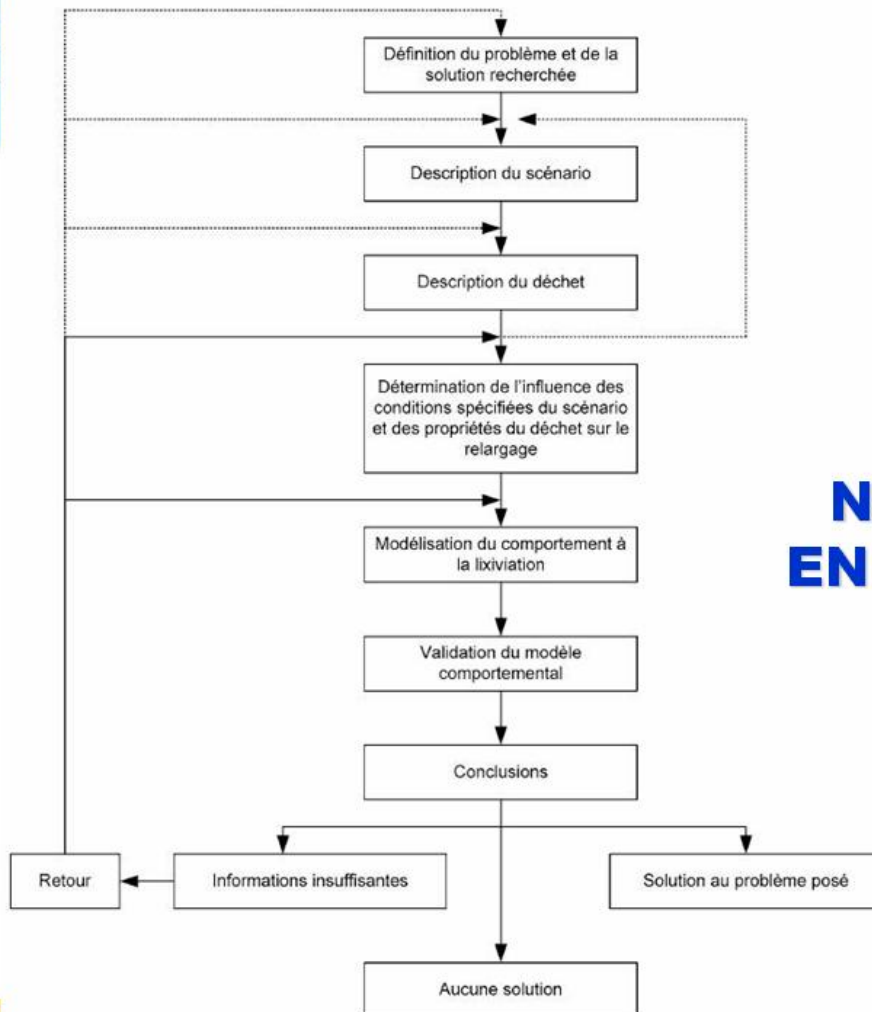 Définition du problème et de la
solution recherchée
Description du scénario
Description du déchet
Détermination de l'influence des
conditions spécifiées du scénario
et des propriétés du déchet sur le
relargage
N
EN
Modélisation du comportement à
la lixiviation
Validation du modèle
comportemental
Conclusions
Retour
Informations insuffisantes
Solution au problème posé
Aucune solution